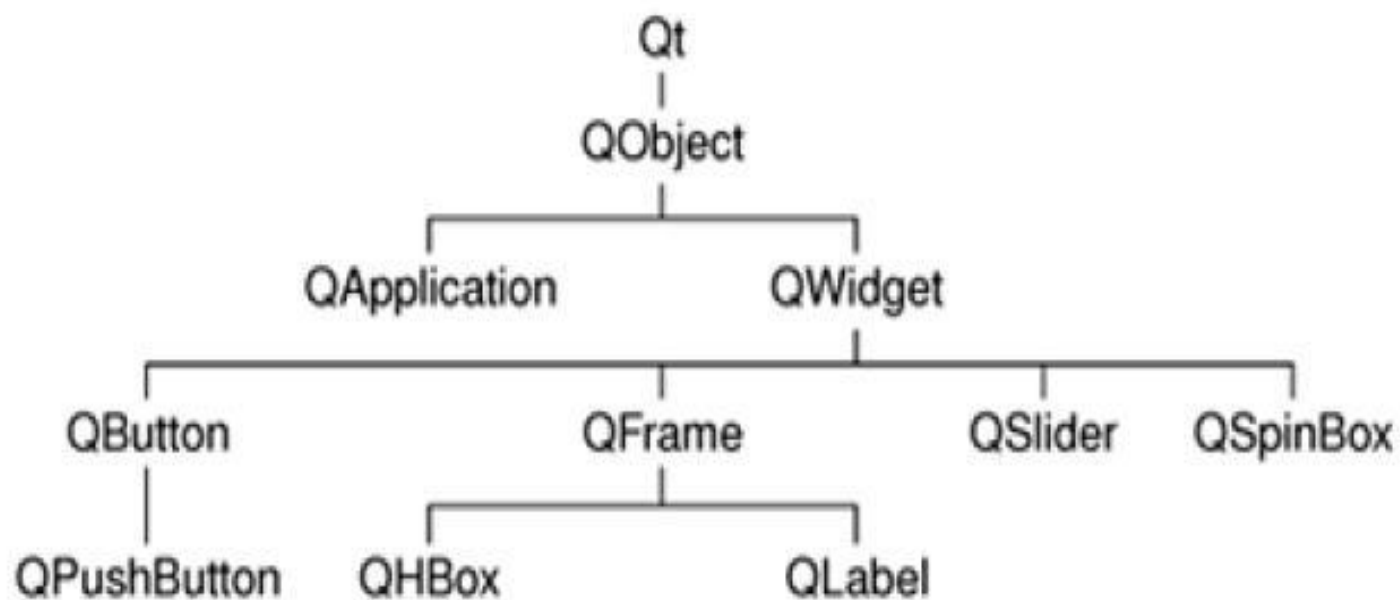 Qt
QObject
QApplication QWidget
QButton QFrame QSlider QSpinBox
QPushButton QHBox QLabel